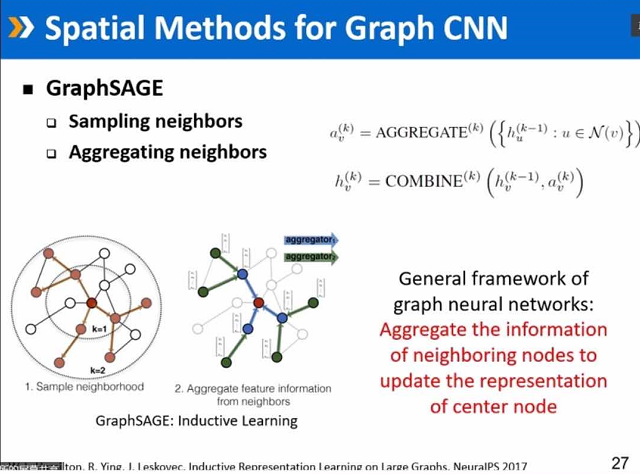 Spatial Methods for Graph CNN
GraphSAGE
Sampling neighbors
Aggregating neighbors
a_v^{(k)} = AGGREGATE^{(k)} ({h_u^{(k-1)} : u ∈ N(v)})
h_v^{(k)} = COMBINE^{(k)} (h_v^{(k-1)}, a_v^{(k)})
aggregator₁
aggregator₂
k=1
k=2
1. Sample neighborhood
2. Aggregate feature information
from neighbors
GraphSAGE: Inductive Learning
General framework of
graph neural networks:
Aggregate the information
of neighboring nodes to
update the representation
of center node
lton, R. Ying, J. Leskovec. Inductive Representation Learning on Large Graphs. NeuraIPS 2017
27